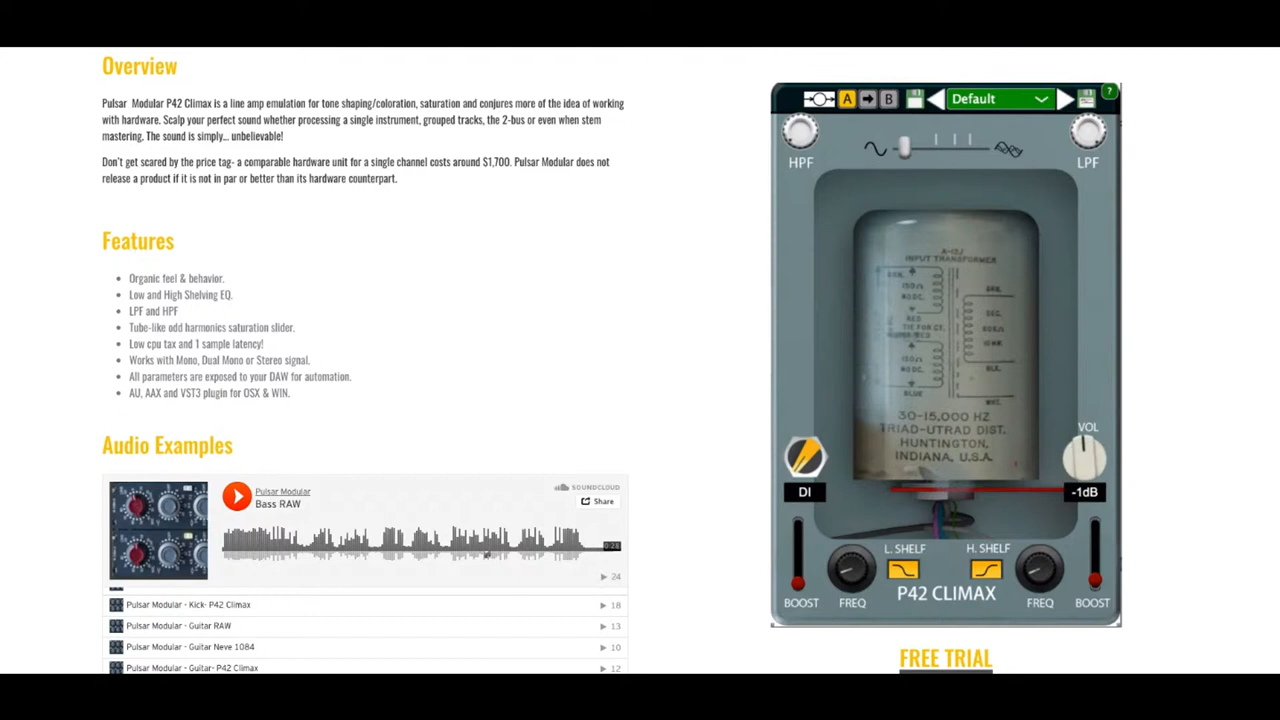 Overview
Pulsar Modular P42 Climax is a line amp emulation for tone shaping/coloration, saturation and conjures more of the idea of working
with hardware. Scalp your perfect sound whether processing a single instrument, grouped tracks, the 2-bus or even when stem
mastering. The sound is simply... unbelievable!
Don't get scared by the price tag- a comparable hardware unit for a single channel costs around $1,700. Pulsar Modular does not
release a product if it is not in par or better than its hardware counterpart.
Features
Organic feel & behavior.
Low and High Shelving EQ.
LPF and HPF
Tube-like odd harmonics saturation slider.
Low cpu tax and 1 sample latency!
Works with Mono, Dual Mono or Stereo signal.
All parameters are exposed to your DAW for automation.
AU, AAX and VST3 plugin for OSX & WIN.
Audio Examples
Pulsar Modular
Bass RAW
SOUNDCLOUD
Share
0:28
24
Pulsar Modular - Kick- P42 Climax 18
Pulsar Modular - Guitar RAW 13
Pulsar Modular - Guitar Neve 1084 10
Pulsar Modular - Guitar- P42 Climax 12
A B Default ?
HPF LPF
INPUT TRANSFORMER
RED
BLUE
30-15,000 HZ
TRIAD-UTRAD DIST.
HUNTINGTON,
INDIANA, U.S.A.
VOL
DI -1dB
L. SHELF H. SHELF
BOOST FREQ P42 CLIMAX FREQ BOOST
FREE TRIAL